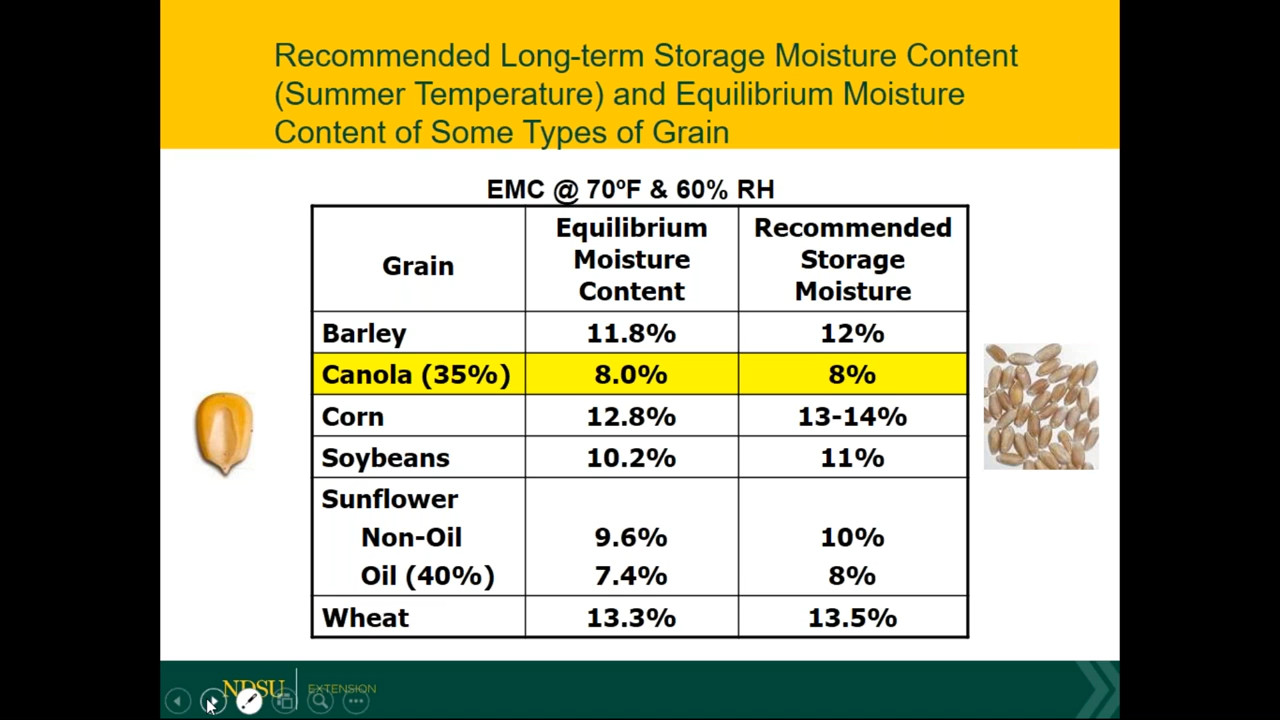 Recommended Long-term Storage Moisture Content
(Summer Temperature) and Equilibrium Moisture
Content of Some Types of Grain
EMC @ 70ºF & 60% RH
Grain
Equilibrium
Moisture
Content
Recommended
Storage
Moisture
Barley 11.8% 12%
Canola (35%) 8.0% 8%
Corn 12.8% 13-14%
Soybeans 10.2% 11%
Sunflower
Non-Oil 9.6% 10%
Oil (40%) 7.4% 8%
Wheat 13.3% 13.5%
NDSU EXTENSION